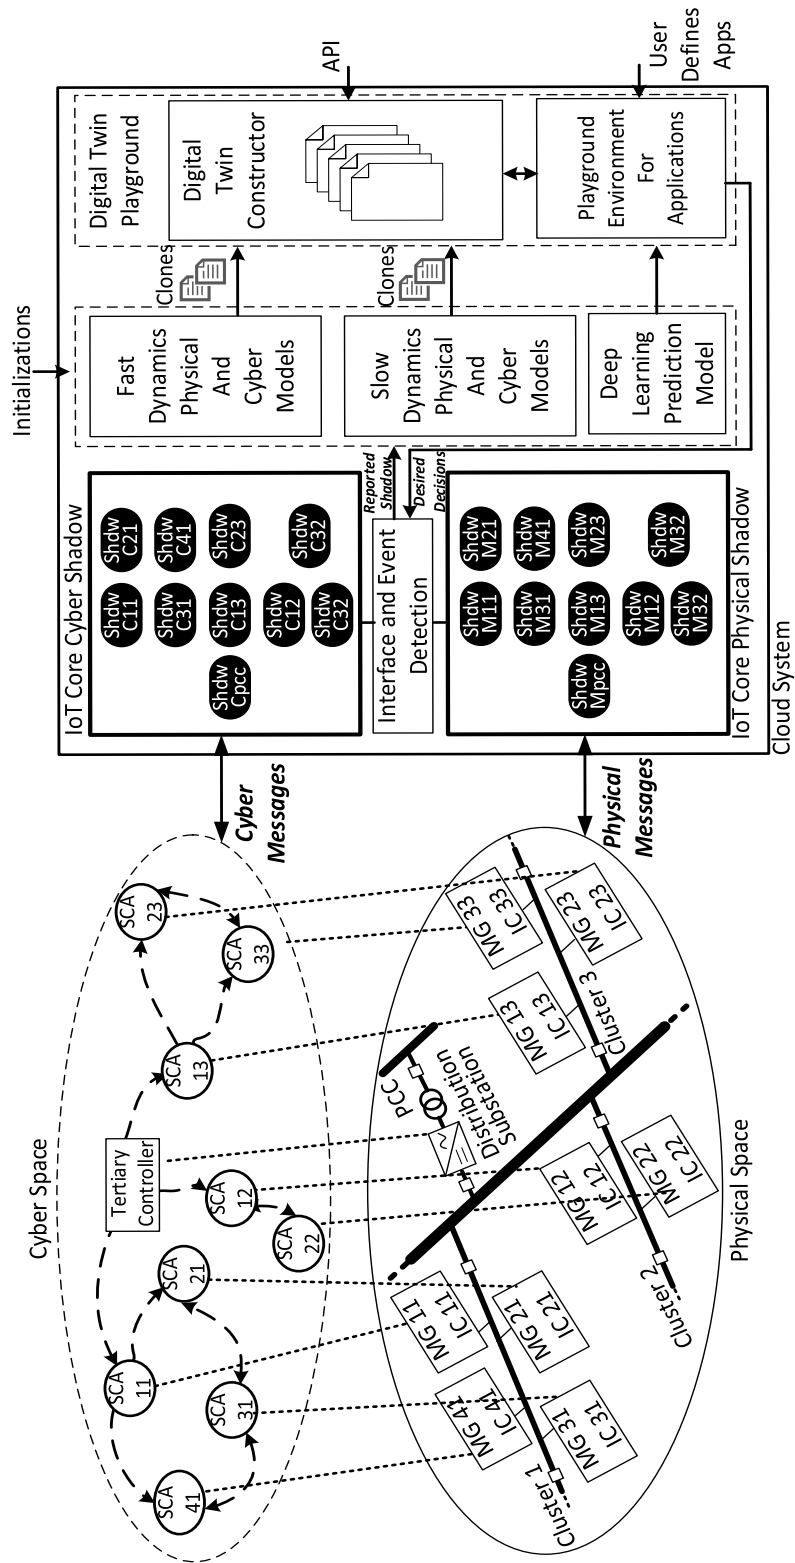 Cyber Space
Tertiary
Controller
SCA
11
SCA
21
SCA
31
SCA
41
SCA
12
SCA
22
SCA
13
SCA
23
SCA
33
Cyber
Messages
Physical
Messages
Physical Space
PCC
Distribution
Substation
Cluster 1
Cluster 2
Cluster 3
MG 11
IC 11
MG 21
IC 21
MG 41
IC 41
MG 31
IC 31
MG 12
IC 12
MG 22
IC 22
MG 13
IC 13
MG 33
IC 33
MG 23
IC 23
Initializations
IoT Core Cyber Shadow
Shdw
Cpcc
Shdw
C11
Shdw
C21
Shdw
C31
Shdw
C41
Shdw
C13
Shdw
C23
Shdw
C12
Shdw
C32
Shdw
C32
Interface and Event
Detection
Reported
Shadow
Desired
Decisions
Shdw
Mpcc
Shdw
M11
Shdw
M21
Shdw
M31
Shdw
M41
Shdw
M13
Shdw
M23
Shdw
M12
Shdw
M32
Shdw
M32
IoT Core Physical Shadow
Cloud System
Fast
Dynamics
Physical
And
Cyber
Models
Slow
Dynamics
Physical
And
Cyber
Models
Deep
Learning
Prediction
Model
Clones
Clones
Digital Twin
Playground
Digital
Twin
Constructor
Playground
Environment
For
Applications
API
User
Defines
Apps